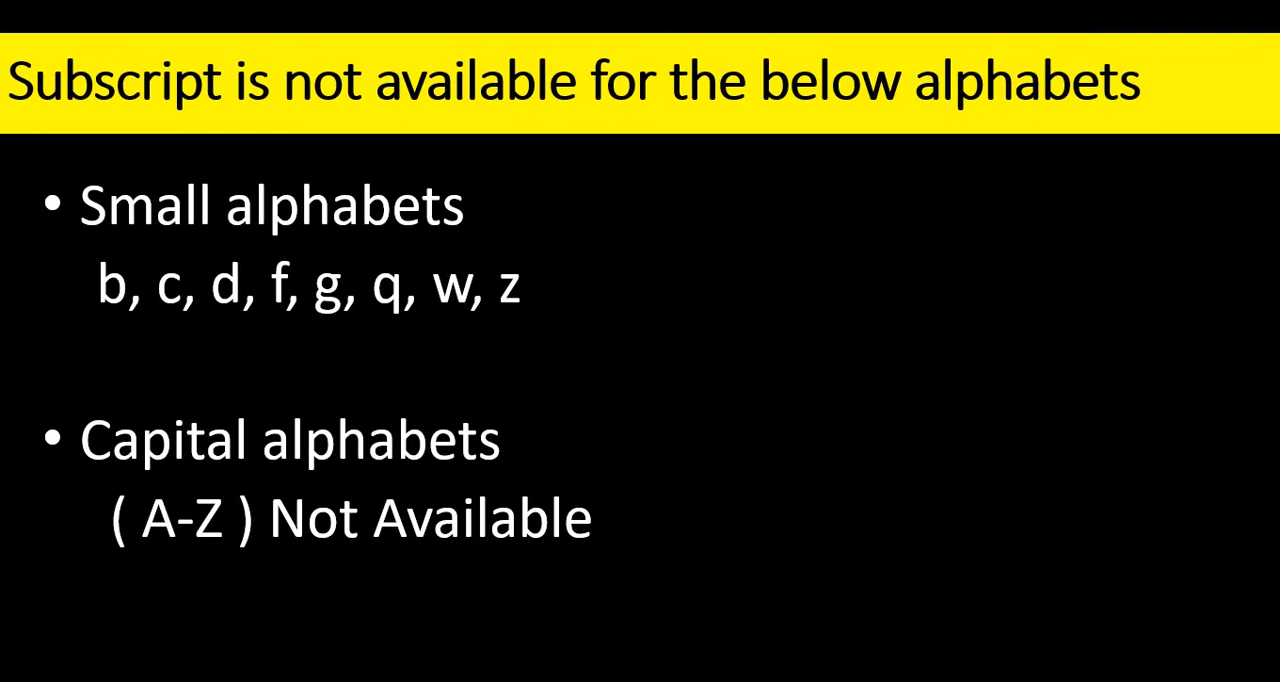 Subscript is not available for the below alphabets
• Small alphabets
b, c, d, f, g, q, w, z
• Capital alphabets
( A-Z ) Not Available